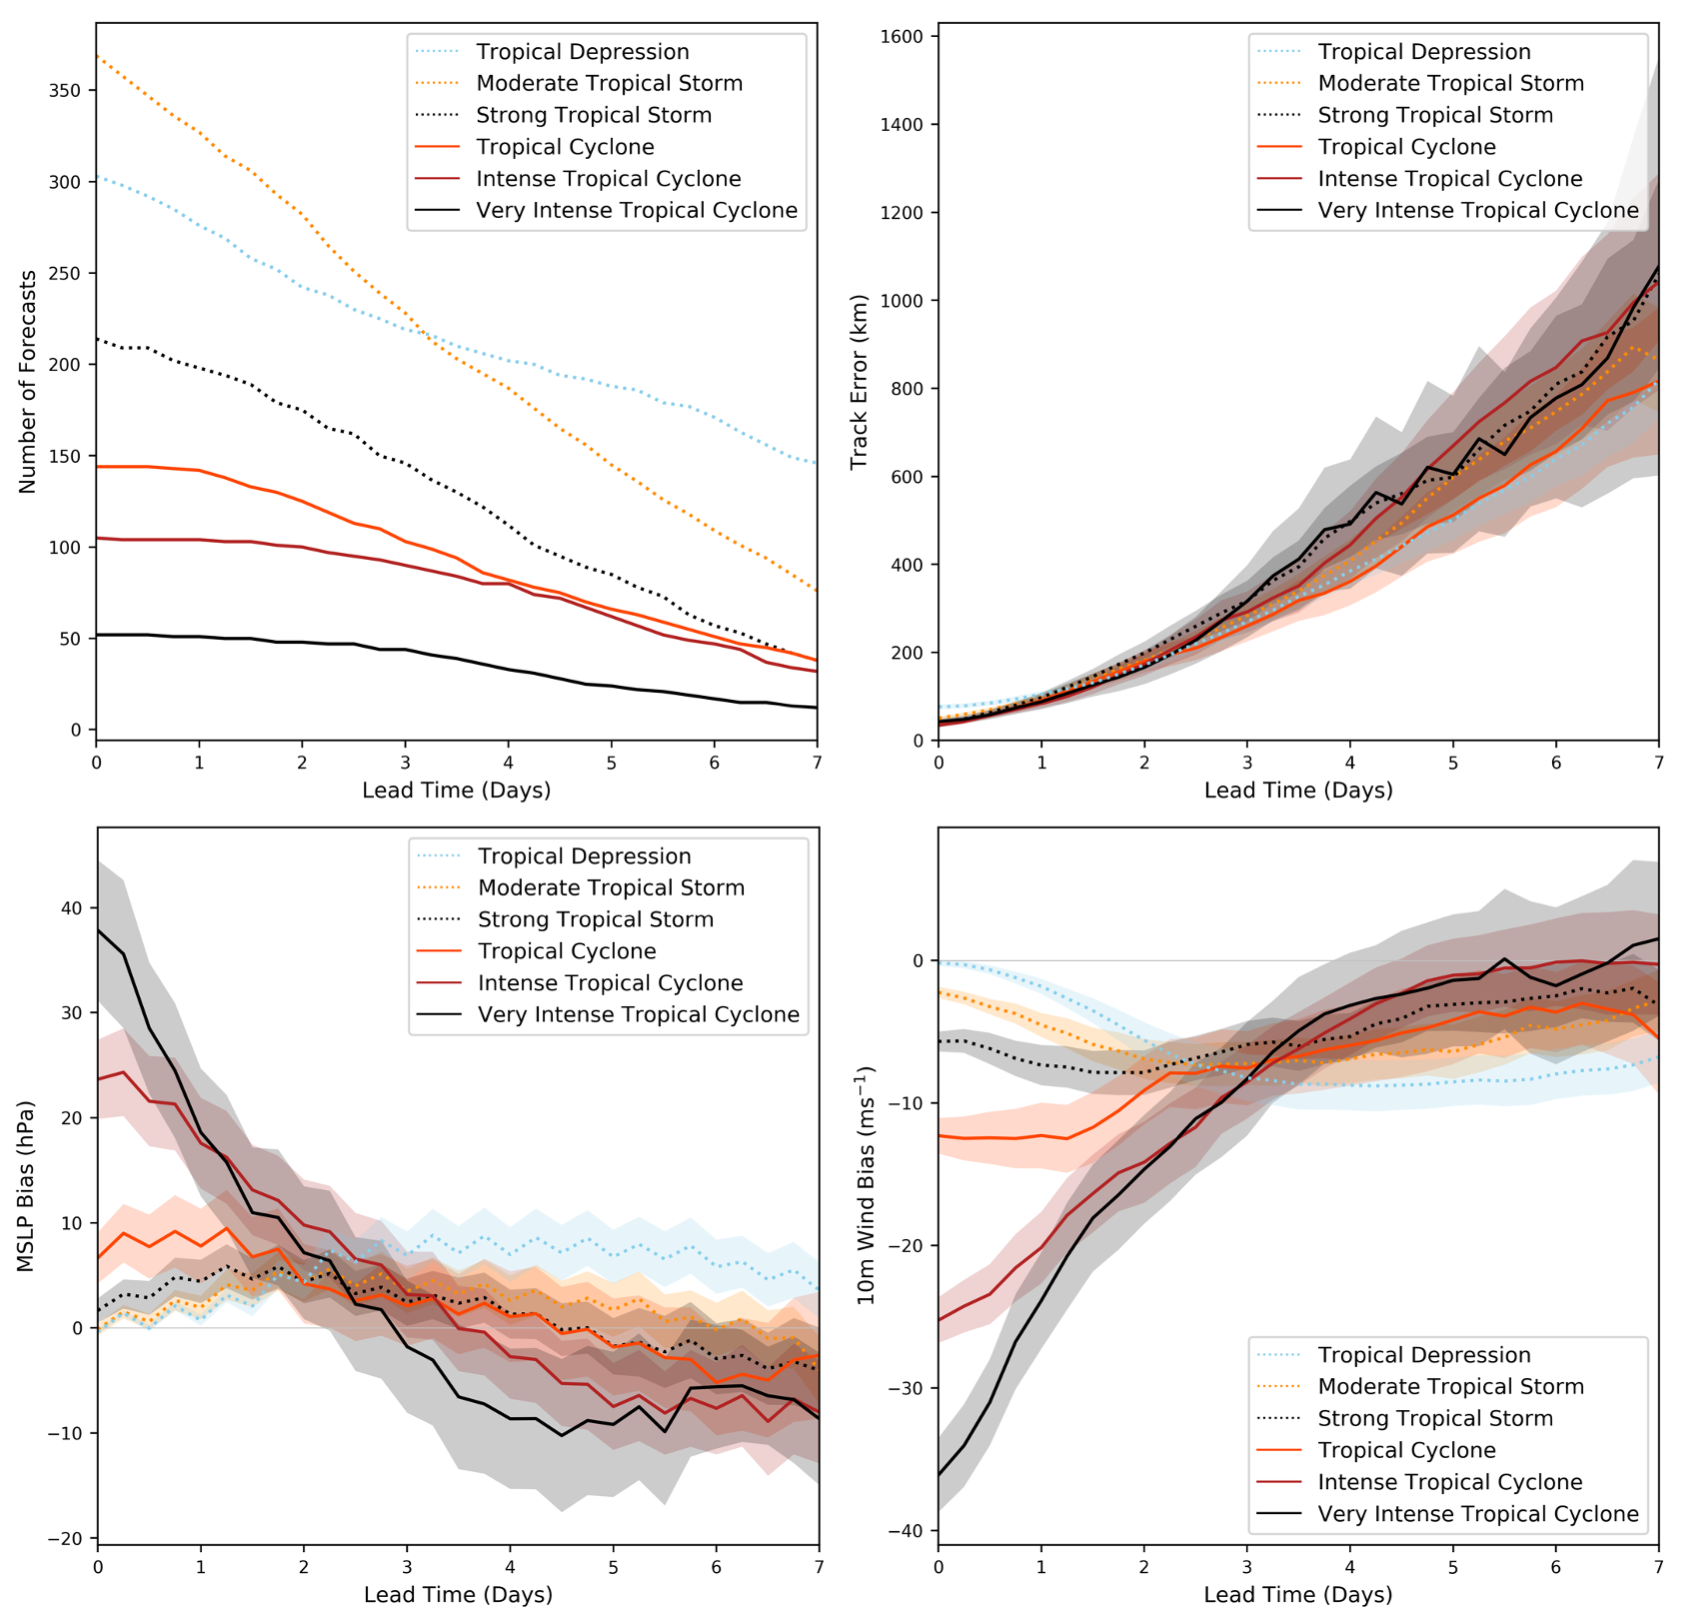 Number of Forecasts
350
300
250
200
150
100
50
0
Tropical Depression
Moderate Tropical Storm
Strong Tropical Storm
Tropical Cyclone
Intense Tropical Cyclone
Very Intense Tropical Cyclone
0 1 2 3 4 5 6 7
Lead Time (Days)
Track Error (km)
1600
1400
1200
1000
800
600
400
200
0
Tropical Depression
Moderate Tropical Storm
Strong Tropical Storm
Tropical Cyclone
Intense Tropical Cyclone
Very Intense Tropical Cyclone
0 1 2 3 4 5 6 7
Lead Time (Days)
MSLP Bias (hPa)
40
30
20
10
0
−10
−20
Tropical Depression
Moderate Tropical Storm
Strong Tropical Storm
Tropical Cyclone
Intense Tropical Cyclone
Very Intense Tropical Cyclone
0 1 2 3 4 5 6 7
Lead Time (Days)
10m Wind Bias (ms⁻¹)
0
−10
−20
−30
−40
Tropical Depression
Moderate Tropical Storm
Strong Tropical Storm
Tropical Cyclone
Intense Tropical Cyclone
Very Intense Tropical Cyclone
0 1 2 3 4 5 6 7
Lead Time (Days)